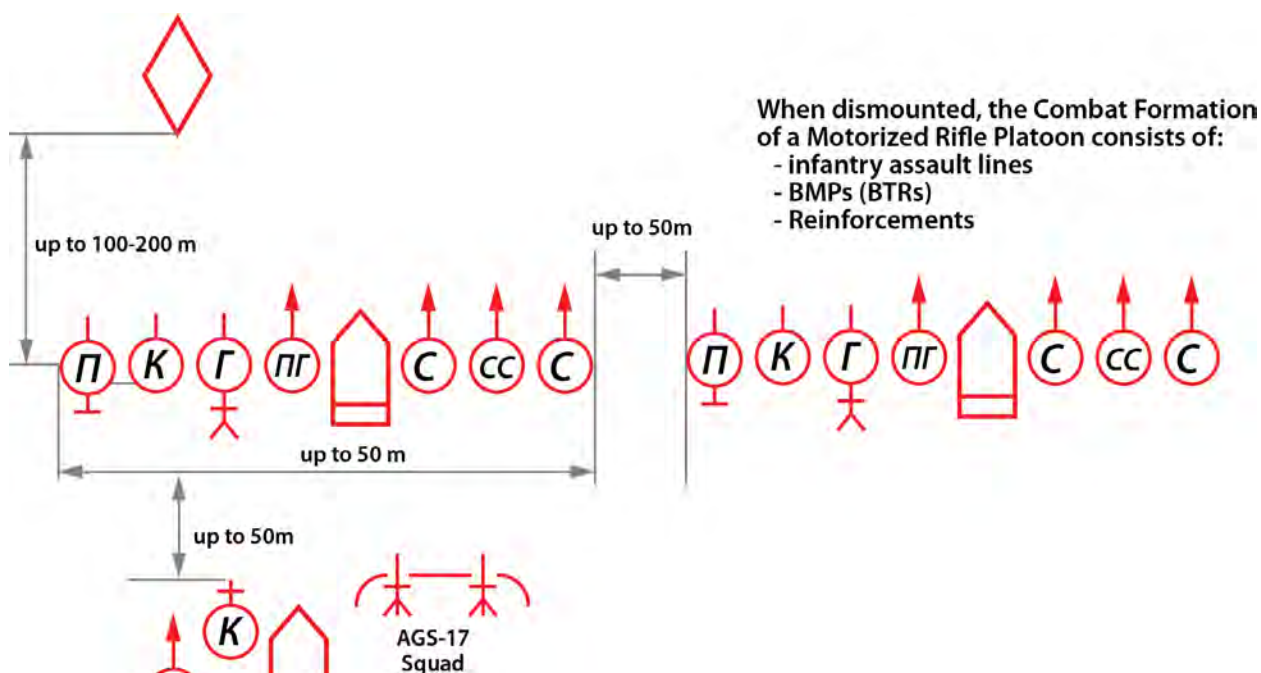 When dismounted, the Combat Formation
of a Motorized Rifle Platoon consists of:
- infantry assault lines
- BMPs (BTRs)
- Reinforcements
up to 100-200 m
up to 50m
П К Г ПГ С СС С
П К Г ПГ С СС С
up to 50 m
up to 50m
К
AGS-17
Squad